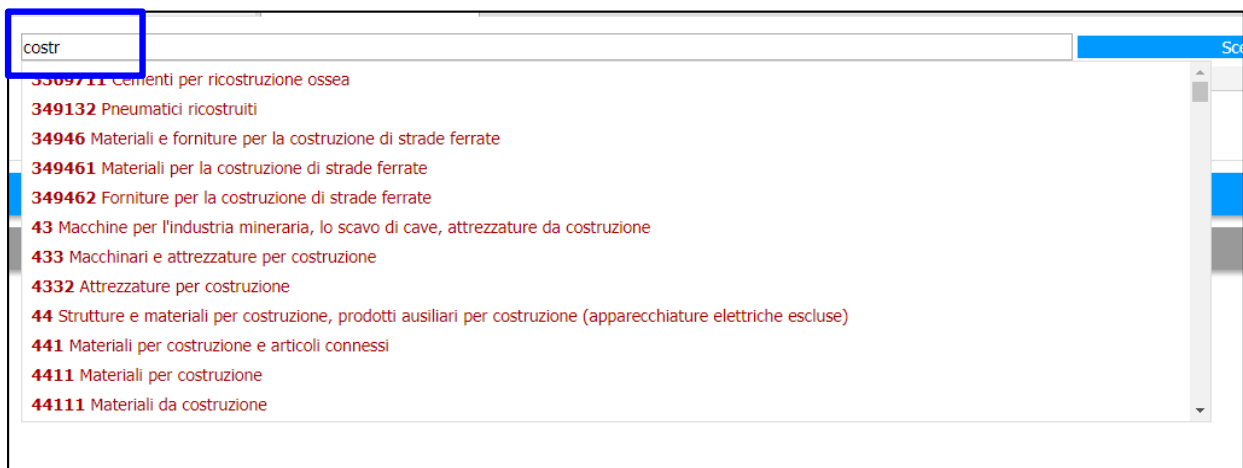 costr
Sce
3369711 Cementi per ricostruzione ossea
349132 Pneumatici ricostruiti
34946 Materiali e forniture per la costruzione di strade ferrate
349461 Materiali per la costruzione di strade ferrate
349462 Forniture per la costruzione di strade ferrate
43 Macchine per l'industria mineraria, lo scavo di cave, attrezzature da costruzione
433 Macchinari e attrezzature per costruzione
4332 Attrezzature per costruzione
44 Strutture e materiali per costruzione, prodotti ausiliari per costruzione (apparecchiature elettriche escluse)
441 Materiali per costruzione e articoli connessi
4411 Materiali per costruzione
44111 Materiali da costruzione